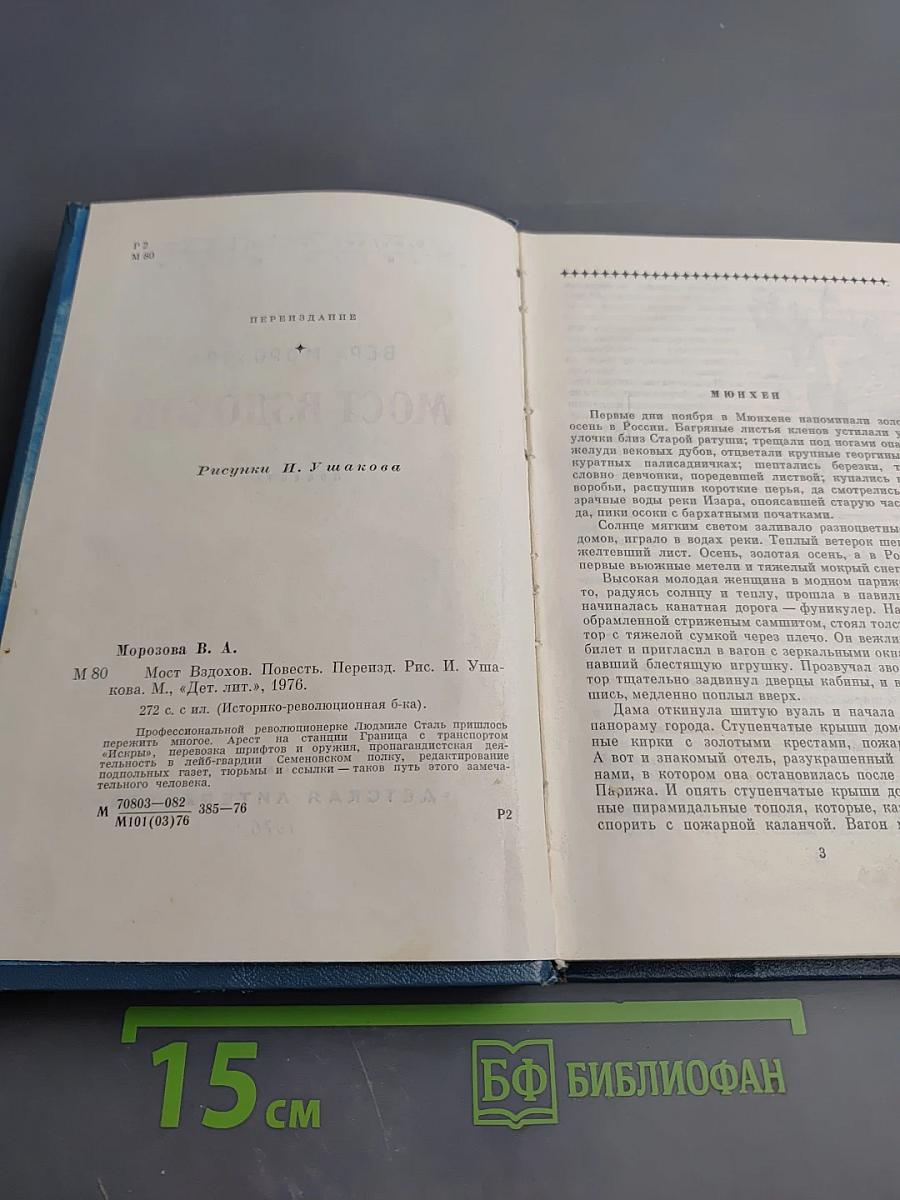 Р2
М 80
ПЕРЕИЗДАНИЕ
Рисунки И. Ушакова
Морозова В. А.
М 80 Мост Вздохов. Повесть. Переизд. Рис. И. Уша-
кова. М., «Дет. лит.», 1976.
272 с. с ил. (Историко-революционная б-ка).
Профессиональной революционерке Людмиле Сталь пришлось
пережить многое. Арест на станции Граница с транспортом
«Искры», перевозка шрифтов и оружия, пропагандистская дея-
тельность в лейб-гвардии Семеновском полку, редактирование
подпольных газет, тюрьмы и ссылки — таков путь этого замеча-
тельного человека.
М 70803—082 385—76
М101(03)76
Р2
МЮНХЕН
Первые дни ноября в Мюнхене напоминали
осень в России. Багряные листья кленов устилали
улочки близ Старой ратуши; трещали под ногами
желуди вековых дубов, отцветали крупные георгины
куратных палисадничках; шептались березки,
словно девчонки, поредевшей листвой; купались
воробьи, распушив короткие перья, да смотрелись
зрачные воды реки Изара, опоясавшей старую
да, пики осоки с бархатными початками.
Солнце мягким светом заливало
домов, играло в водах реки. Теплый ветерок
желтевший лист. Осень, золотая осень, а в
первые вьюжные метели и тяжелый мокрый снег
Высокая молодая женщина в модном
то, радуясь солнцу и теплу, прошла в
начиналась канатная дорога — фуникулер.
обрамленной стриженым самшитом, стоял
тор с тяжелой сумкой через плечо. Он
билет и пригласил в вагон с зеркальными
навший блестящую игрушку. Прозвучал
тор тщательно задвинул дверцы кабины, и
шись, медленно поплыл вверх.
Дама откинула шитую вуаль и начала
панораму города. Ступенчатые крыши
ные кирки с золотыми крестами,
А вот и знакомый отель, разукрашенный
нами, в котором она остановилась после
Парижа. И опять ступенчатые крыши
ные пирамидальные тополя, которые,
спорить с пожарной каланчой. Вагон
3
15 см
БФ БИБЛИОФАН